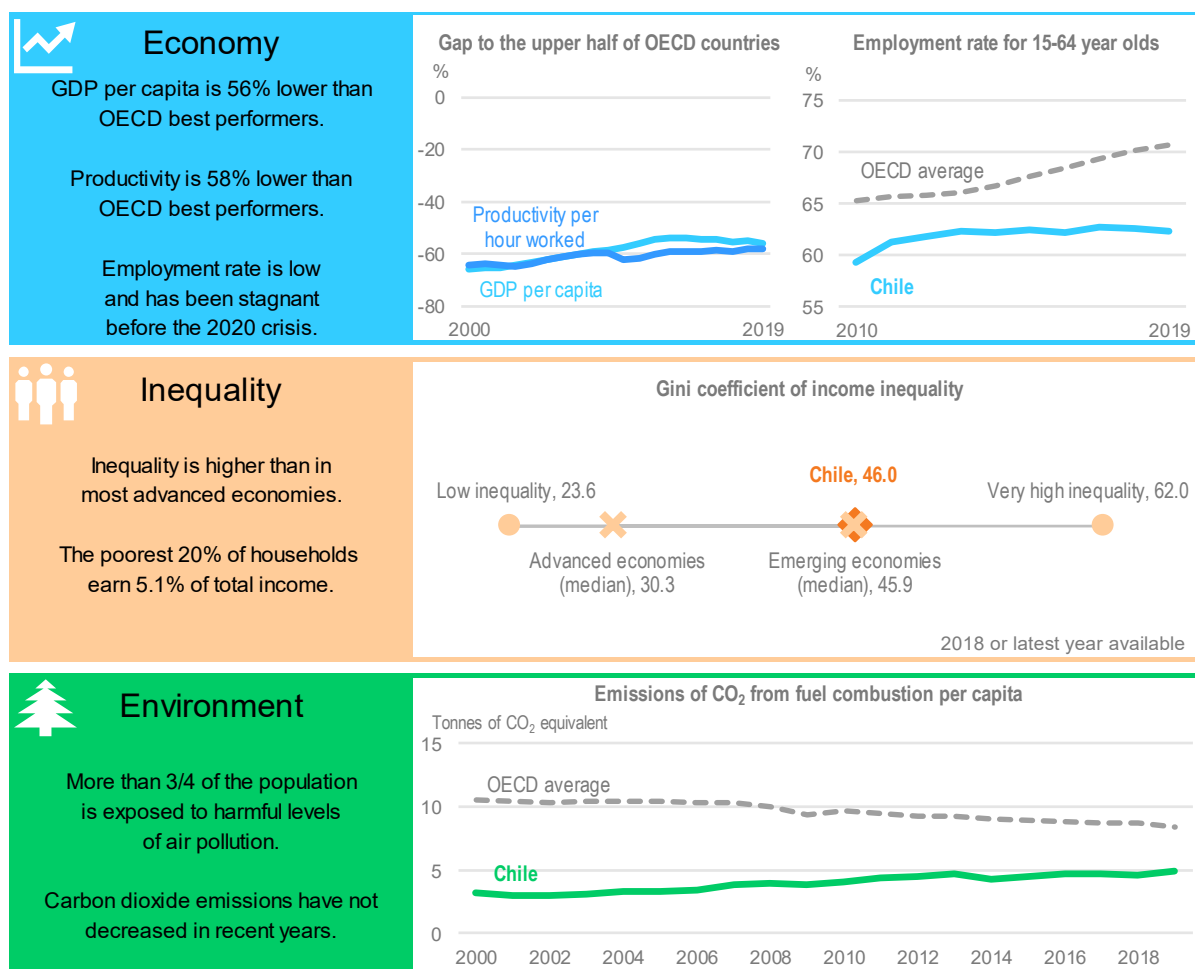 Economy
GDP per capita is 56% lower than
OECD best performers.
Productivity is 58% lower than
OECD best performers.
Employment rate is low
and has been stagnant
before the 2020 crisis.
Gap to the upper half of OECD countries
%
0
-20
-40
-60
-80
Productivity per
hour worked
GDP per capita
2000
2019
Employment rate for 15-64 year olds
%
75
70
65
60
55
OECD average
Chile
2010
2019
Inequality
Inequality is higher than in
most advanced economies.
The poorest 20% of households
earn 5.1% of total income.
Gini coefficient of income inequality
Chile, 46.0
Low inequality, 23.6
Very high inequality, 62.0
Advanced economies
(median), 30.3
Emerging economies
(median), 45.9
2018 or latest year available
Environment
More than 3/4 of the population
is exposed to harmful levels
of air pollution.
Carbon dioxide emissions have not
decreased in recent years.
Emissions of CO₂ from fuel combustion per capita
Tonnes of CO₂ equivalent
15
10
5
0
OECD average
Chile
2000 2002 2004 2006 2008 2010 2012 2014 2016 2018